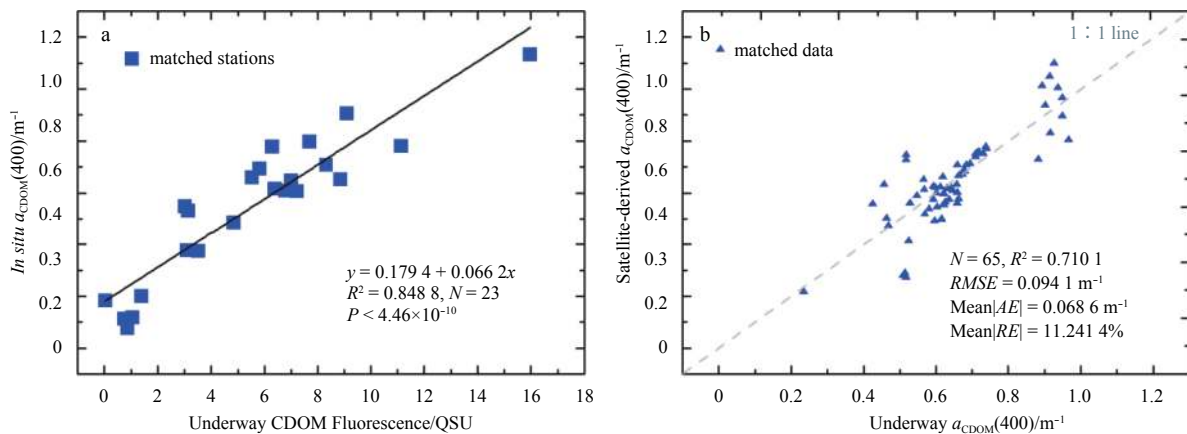 a
matched stations
y = 0.179 4 + 0.066 2x
R² = 0.848 8, N = 23
P < 4.46×10⁻¹⁰
In situ aCDOM(400)/m⁻¹
1.2
1.0
0.8
0.6
0.4
0.2
0
0 2 4 6 8 10 12 14 16 18
Underway CDOM Fluorescence/QSU
b
1 : 1 line
matched data
N = 65, R² = 0.710 1
RMSE = 0.094 1 m⁻¹
Mean|AE| = 0.068 6 m⁻¹
Mean|RE| = 11.241 4%
Satellite-derived aCDOM(400)/m⁻¹
1.2
1.0
0.8
0.6
0.4
0.2
0
0 0.2 0.4 0.6 0.8 1.0 1.2
Underway aCDOM(400)/m⁻¹